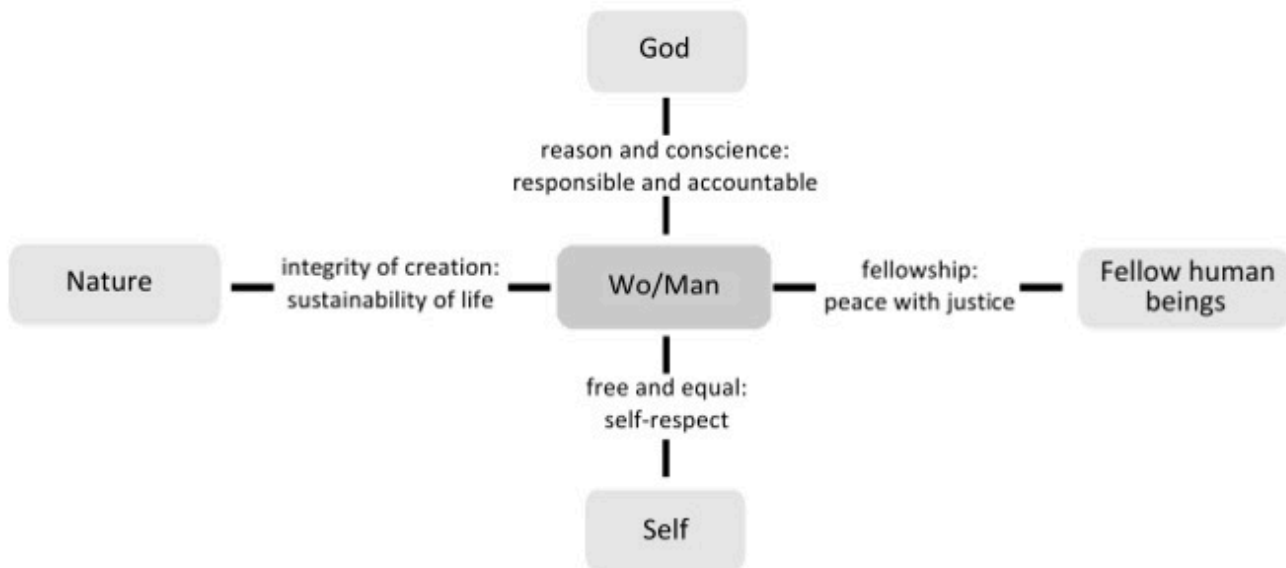 God
reason and conscience:
responsible and accountable
Nature
integrity of creation:
sustainability of life
Wo/Man
fellowship:
peace with justice
Fellow human
beings
free and equal:
self-respect
Self